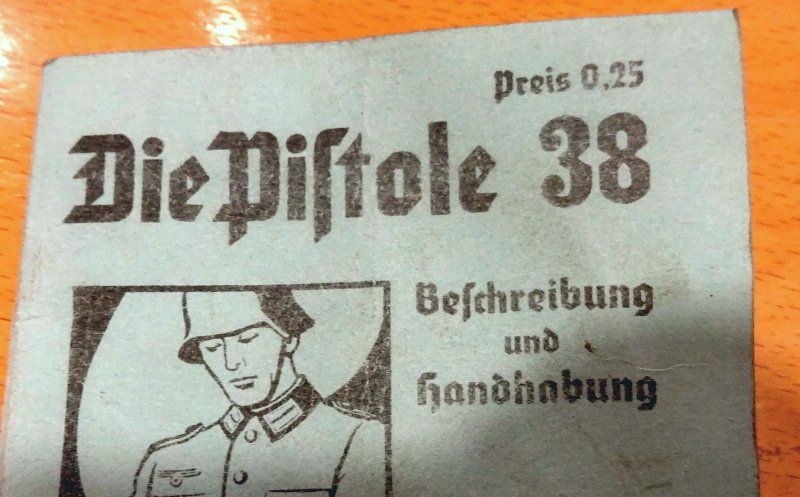 Preis 0,25
Die Piſtole 38
Beſchreibung
und
Handhabung